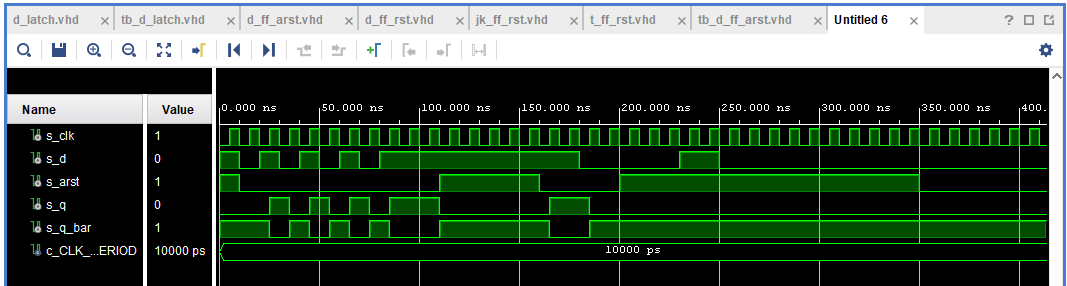 d_latch.vhd × tb_d_latch.vhd × d_ff_arst.vhd × d_ff_rst.vhd × jk_ff_rst.vhd × t_ff_rst.vhd × tb_d_ff_arst.vhd × Untitled 6 × ?
Name Value
0.000 ns 50.000 ns 100.000 ns 150.000 ns 200.000 ns 250.000 ns 300.000 ns 350.000 ns 400.
s_clk 1
s_d 0
s_arst 1
s_q 0
s_q_bar 1
c_CLK_...ERIOD 10000 ps 10000 ps